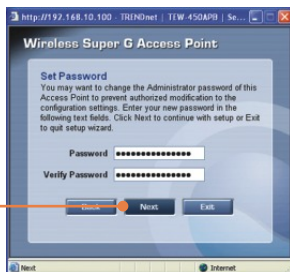 http://192.168.10.100 - TRENDnet | TEW-450APB | Se...
Wireless Super G Access Point
Set Password
You may want to change the Administrator password of this
Access Point to prevent authorized modification to the
configuration settings. Enter your new password in the
following text fields. Click Next to continue with setup or Exit
to quit setup wizard.
Password ●●●●●●●●●●●●●●●
Verify Password ●●●●●●●●●●●●●●●
Back Next Exit
Next Internet